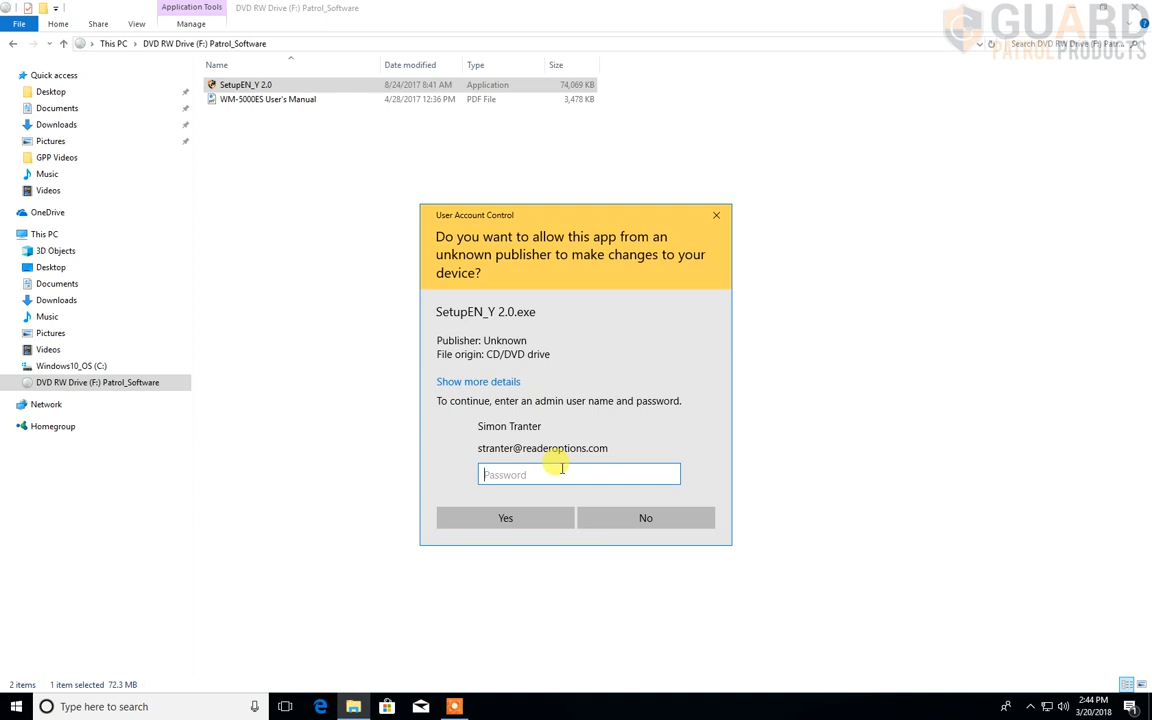 Application Tools
DVD RW Drive (F:) Patrol_Software
File
Home
Share
View
Manage
GUARD
PATROL PRODUCTS
This PC
DVD RW Drive (F:) Patrol_Software
Search DVD RW Drive (F:) Patr...
Name
Date modified
Type
Size
SetupEN_Y 2.0
8/24/2017 8:41 AM
Application
74,069 KB
WM-5000ES User's Manual
4/28/2017 12:36 PM
PDF File
3,478 KB
Quick access
Desktop
Documents
Downloads
Pictures
GPP Videos
Music
Videos
OneDrive
This PC
3D Objects
Desktop
Documents
Downloads
Music
Pictures
Videos
Windows10_OS (C:)
DVD RW Drive (F:) Patrol_Software
Network
Homegroup
User Account Control
Do you want to allow this app from an
unknown publisher to make changes to your
device?
SetupEN_Y 2.0.exe
Publisher: Unknown
File origin: CD/DVD drive
Show more details
To continue, enter an admin user name and password.
Simon Tranter
stranter@readeroptions.com
Password
Yes
No
2 items
1 item selected 72.3 MB
Type here to search
2:44 PM
3/20/2018
1